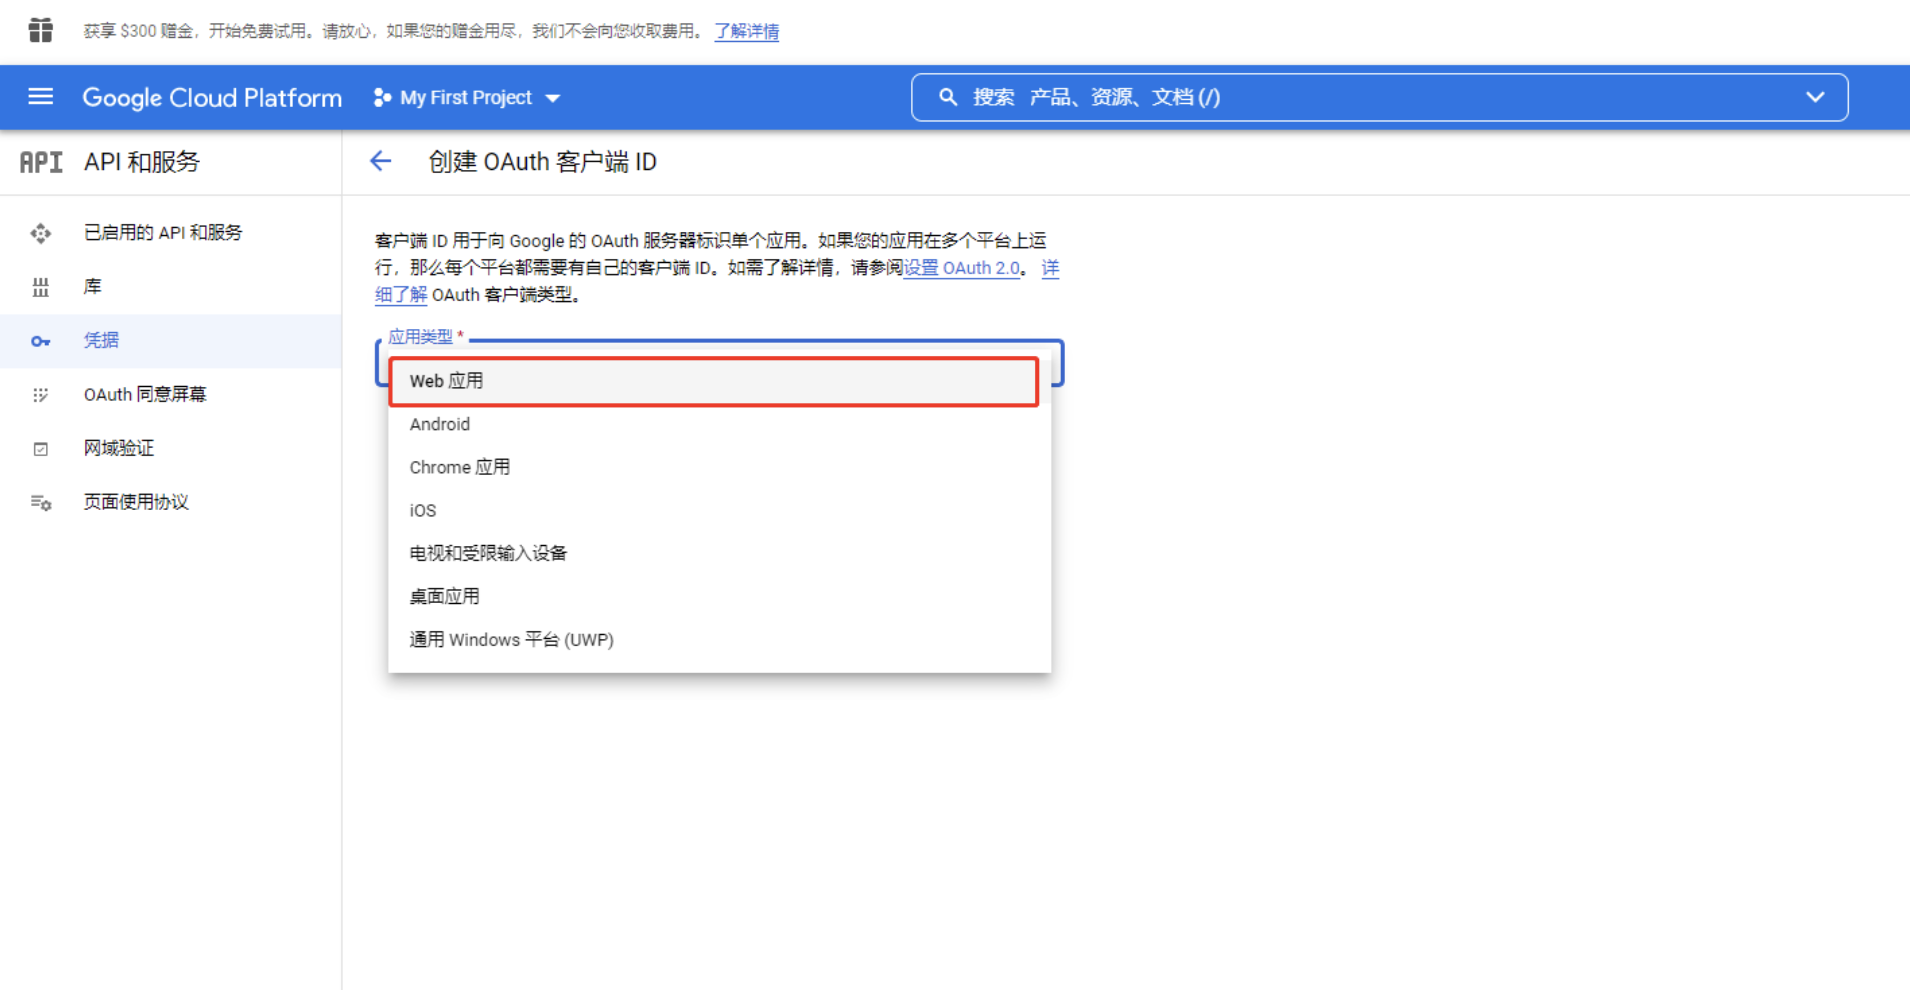 获享 $300 赠金，开始免费试用。请放心，如果您的赠金用尽，我们不会向您收取费用。 了解详情
Google Cloud Platform
My First Project
搜索 产品、资源、文档 (/)
API
API 和服务
创建 OAuth 客户端 ID
已启用的 API 和服务
库
凭据
OAuth 同意屏幕
网域验证
页面使用协议
客户端 ID 用于向 Google 的 OAuth 服务器标识单个应用。如果您的应用在多个平台上运
行，那么每个平台都需要有自己的客户端 ID。如需了解详情，请参阅设置 OAuth 2.0。 详
细了解 OAuth 客户端类型。
应用类型 *
Web 应用
Android
Chrome 应用
iOS
电视和受限输入设备
桌面应用
通用 Windows 平台 (UWP)